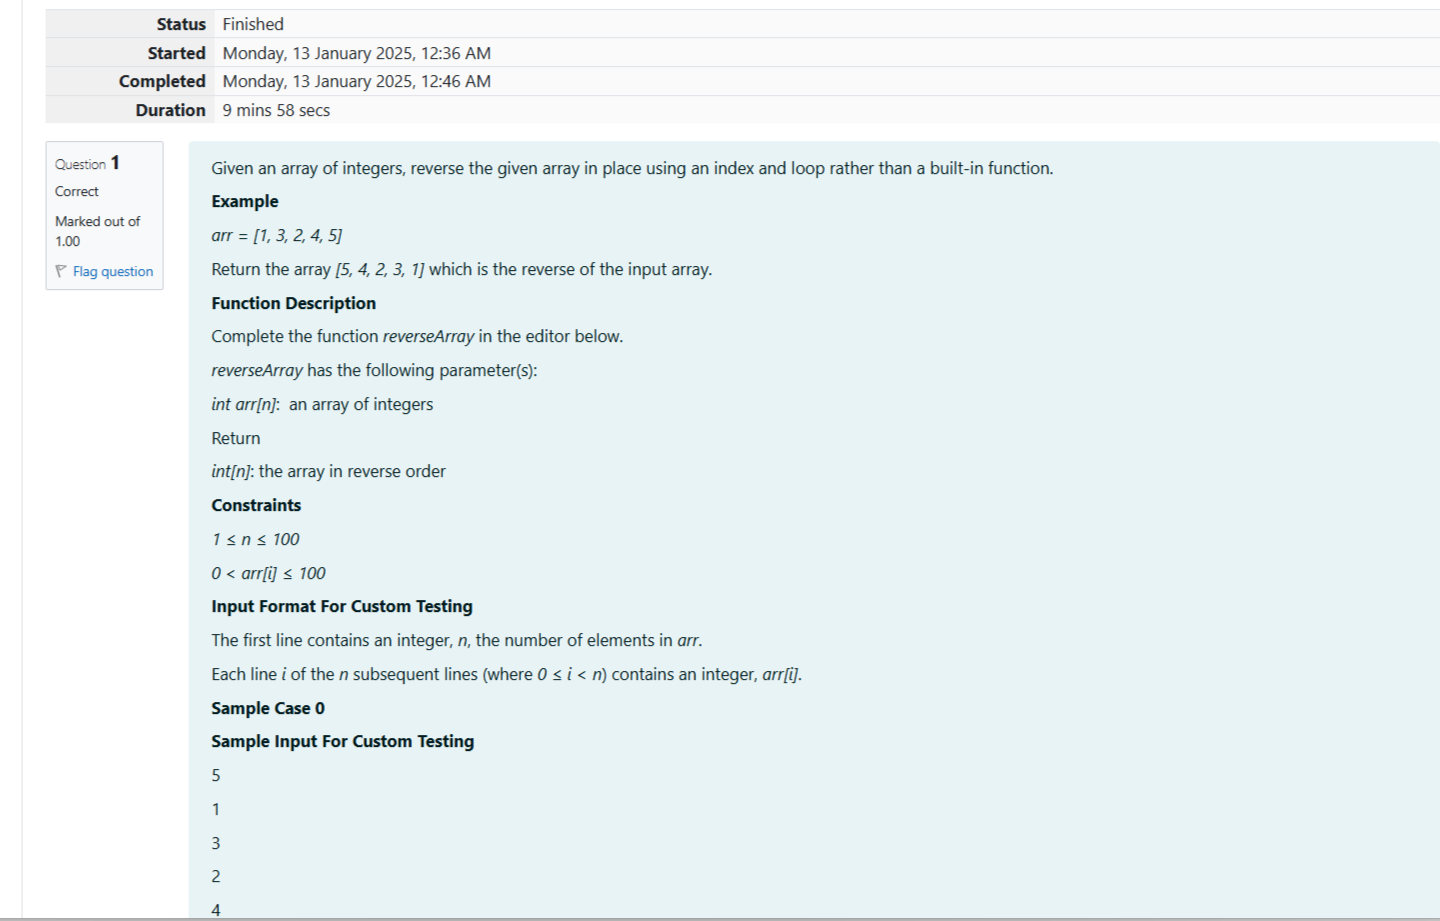 Status Finished
Started Monday, 13 January 2025, 12:36 AM
Completed Monday, 13 January 2025, 12:46 AM
Duration 9 mins 58 secs
Question 1
Correct
Marked out of
1.00
Flag question
Given an array of integers, reverse the given array in place using an index and loop rather than a built-in function.
Example
arr = [1, 3, 2, 4, 5]
Return the array [5, 4, 2, 3, 1] which is the reverse of the input array.
Function Description
Complete the function reverseArray in the editor below.
reverseArray has the following parameter(s):
int arr[n]: an array of integers
Return
int[n]: the array in reverse order
Constraints
1 ≤ n ≤ 100
0 < arr[i] ≤ 100
Input Format For Custom Testing
The first line contains an integer, n, the number of elements in arr.
Each line i of the n subsequent lines (where 0 ≤ i < n) contains an integer, arr[i].
Sample Case 0
Sample Input For Custom Testing
5
1
3
2
4